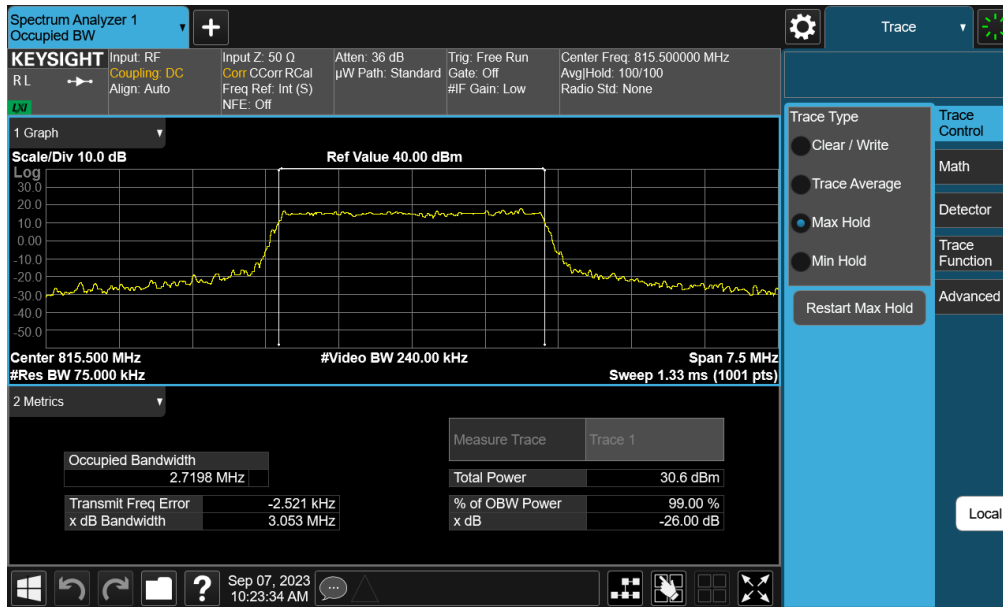 Spectrum Analyzer 1
Occupied BW
Trace
KEYSIGHT
R L
LXI
Input: RF
Coupling: DC
Align: Auto
Input Z: 50 Ω
Corr CCorr RCal
Freq Ref: Int (S)
NFE: Off
Atten: 36 dB
µW Path: Standard
Trig: Free Run
Gate: Off
#IF Gain: Low
Center Freq: 815.500000 MHz
Avg|Hold: 100/100
Radio Std: None
1 Graph
Scale/Div 10.0 dB
Ref Value 40.00 dBm
Log
30.0
20.0
10.0
0.00
-10.0
-20.0
-30.0
-40.0
-50.0
Center 815.500 MHz
#Video BW 240.00 kHz
Span 7.5 MHz
#Res BW 75.000 kHz
Sweep 1.33 ms (1001 pts)
2 Metrics
Measure Trace Trace 1
Occupied Bandwidth
2.7198 MHz
Total Power 30.6 dBm
Transmit Freq Error -2.521 kHz
% of OBW Power 99.00 %
x dB Bandwidth 3.053 MHz
x dB -26.00 dB
Trace Type
Clear / Write
Trace Average
Max Hold
Min Hold
Restart Max Hold
Trace
Control
Math
Detector
Trace
Function
Advanced
Local
?
Sep 07, 2023
10:23:34 AM